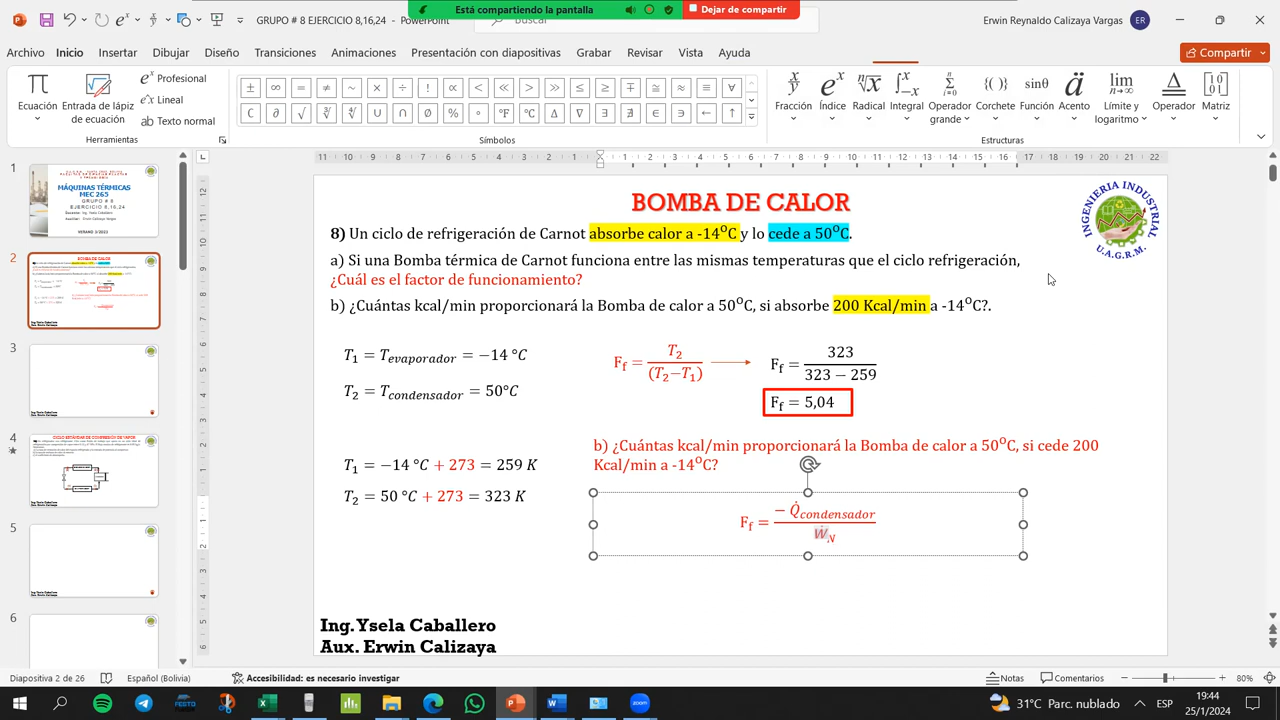 GRUPO # 8 EJERCICIO 8,16,24 - PowerPoint
Está compartiendo la pantalla
Dejar de compartir
Buscar
Erwin Reynaldo Calizaya Vargas
ER
Archivo Inicio Insertar Dibujar Diseño Transiciones Animaciones Presentación con diapositivas Grabar Revisar Vista Ayuda
Compartir
Ecuación
Entrada de lápiz de ecuación
Profesional
Lineal
Texto normal
Fracción Índice Radical Integral Operador grande Corchete Función Acento Límite y logaritmo Operador Matriz
Herramientas
Símbolos
Estructuras
MÁQUINAS TÉRMICAS
MEC 265
GRUPO # 8
EJERCICIO 8,16,24
BOMBA DE CALOR
INGENIERIA INDUSTRIAL
U.A.G.R.M.
8) Un ciclo de refrigeración de Carnot absorbe calor a -14°C y lo cede a 50°C.
a) Si una Bomba térmica de Carnot funciona entre las mismas temperaturas que el ciclo refrigeración,
¿Cuál es el factor de funcionamiento?
b) ¿Cuántas kcal/min proporcionará la Bomba de calor a 50°C, si absorbe 200 Kcal/min a -14°C?.
T₁ = T_evaporador = −14 °C
T₂ = T_condensador = 50°C
F_f = T₂/(T₂−T₁)
F_f = 323/(323 − 259)
F_f = 5,04
b) ¿Cuántas kcal/min proporcionará la Bomba de calor a 50°C, si cede 200
Kcal/min a -14°C?
T₁ = −14 °C + 273 = 259 K
T₂ = 50 °C + 273 = 323 K
F_f = − Q̇_condensador/Ẇ_N
Ing. Ysela Caballero
Aux. Erwin Calizaya
Diapositiva 2 de 26
Español (Bolivia)
Accesibilidad: es necesario investigar
Notas
Comentarios
80%
31°C Parc. nublado
ESP
19:44
25/1/2024